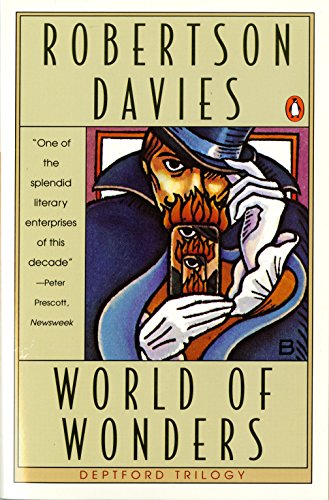 ROBERTSON
DAVIES
“One of
the
splendid
literary
enterprises
of this
decade”
—Peter
Prescott,
Newsweek
B
WORLD OF
WONDERS
DEPTFORD TRILOGY